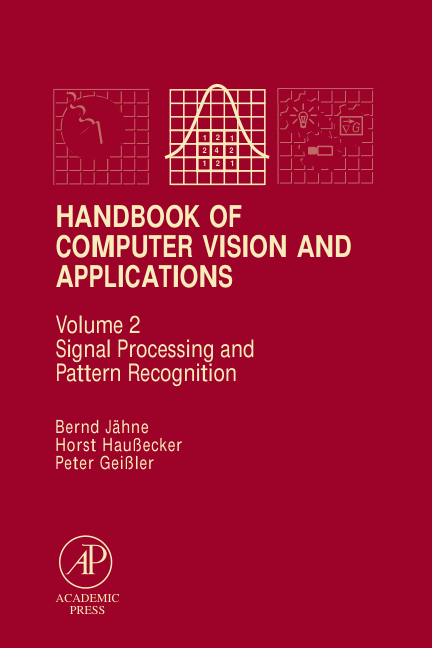 1 2 1
2 4 2
1 2 1
∇G
HANDBOOK OF
COMPUTER VISION AND
APPLICATIONS
Volume 2
Signal Processing and
Pattern Recognition
Bernd Jähne
Horst Haußecker
Peter Geißler
AP
ACADEMIC
PRESS